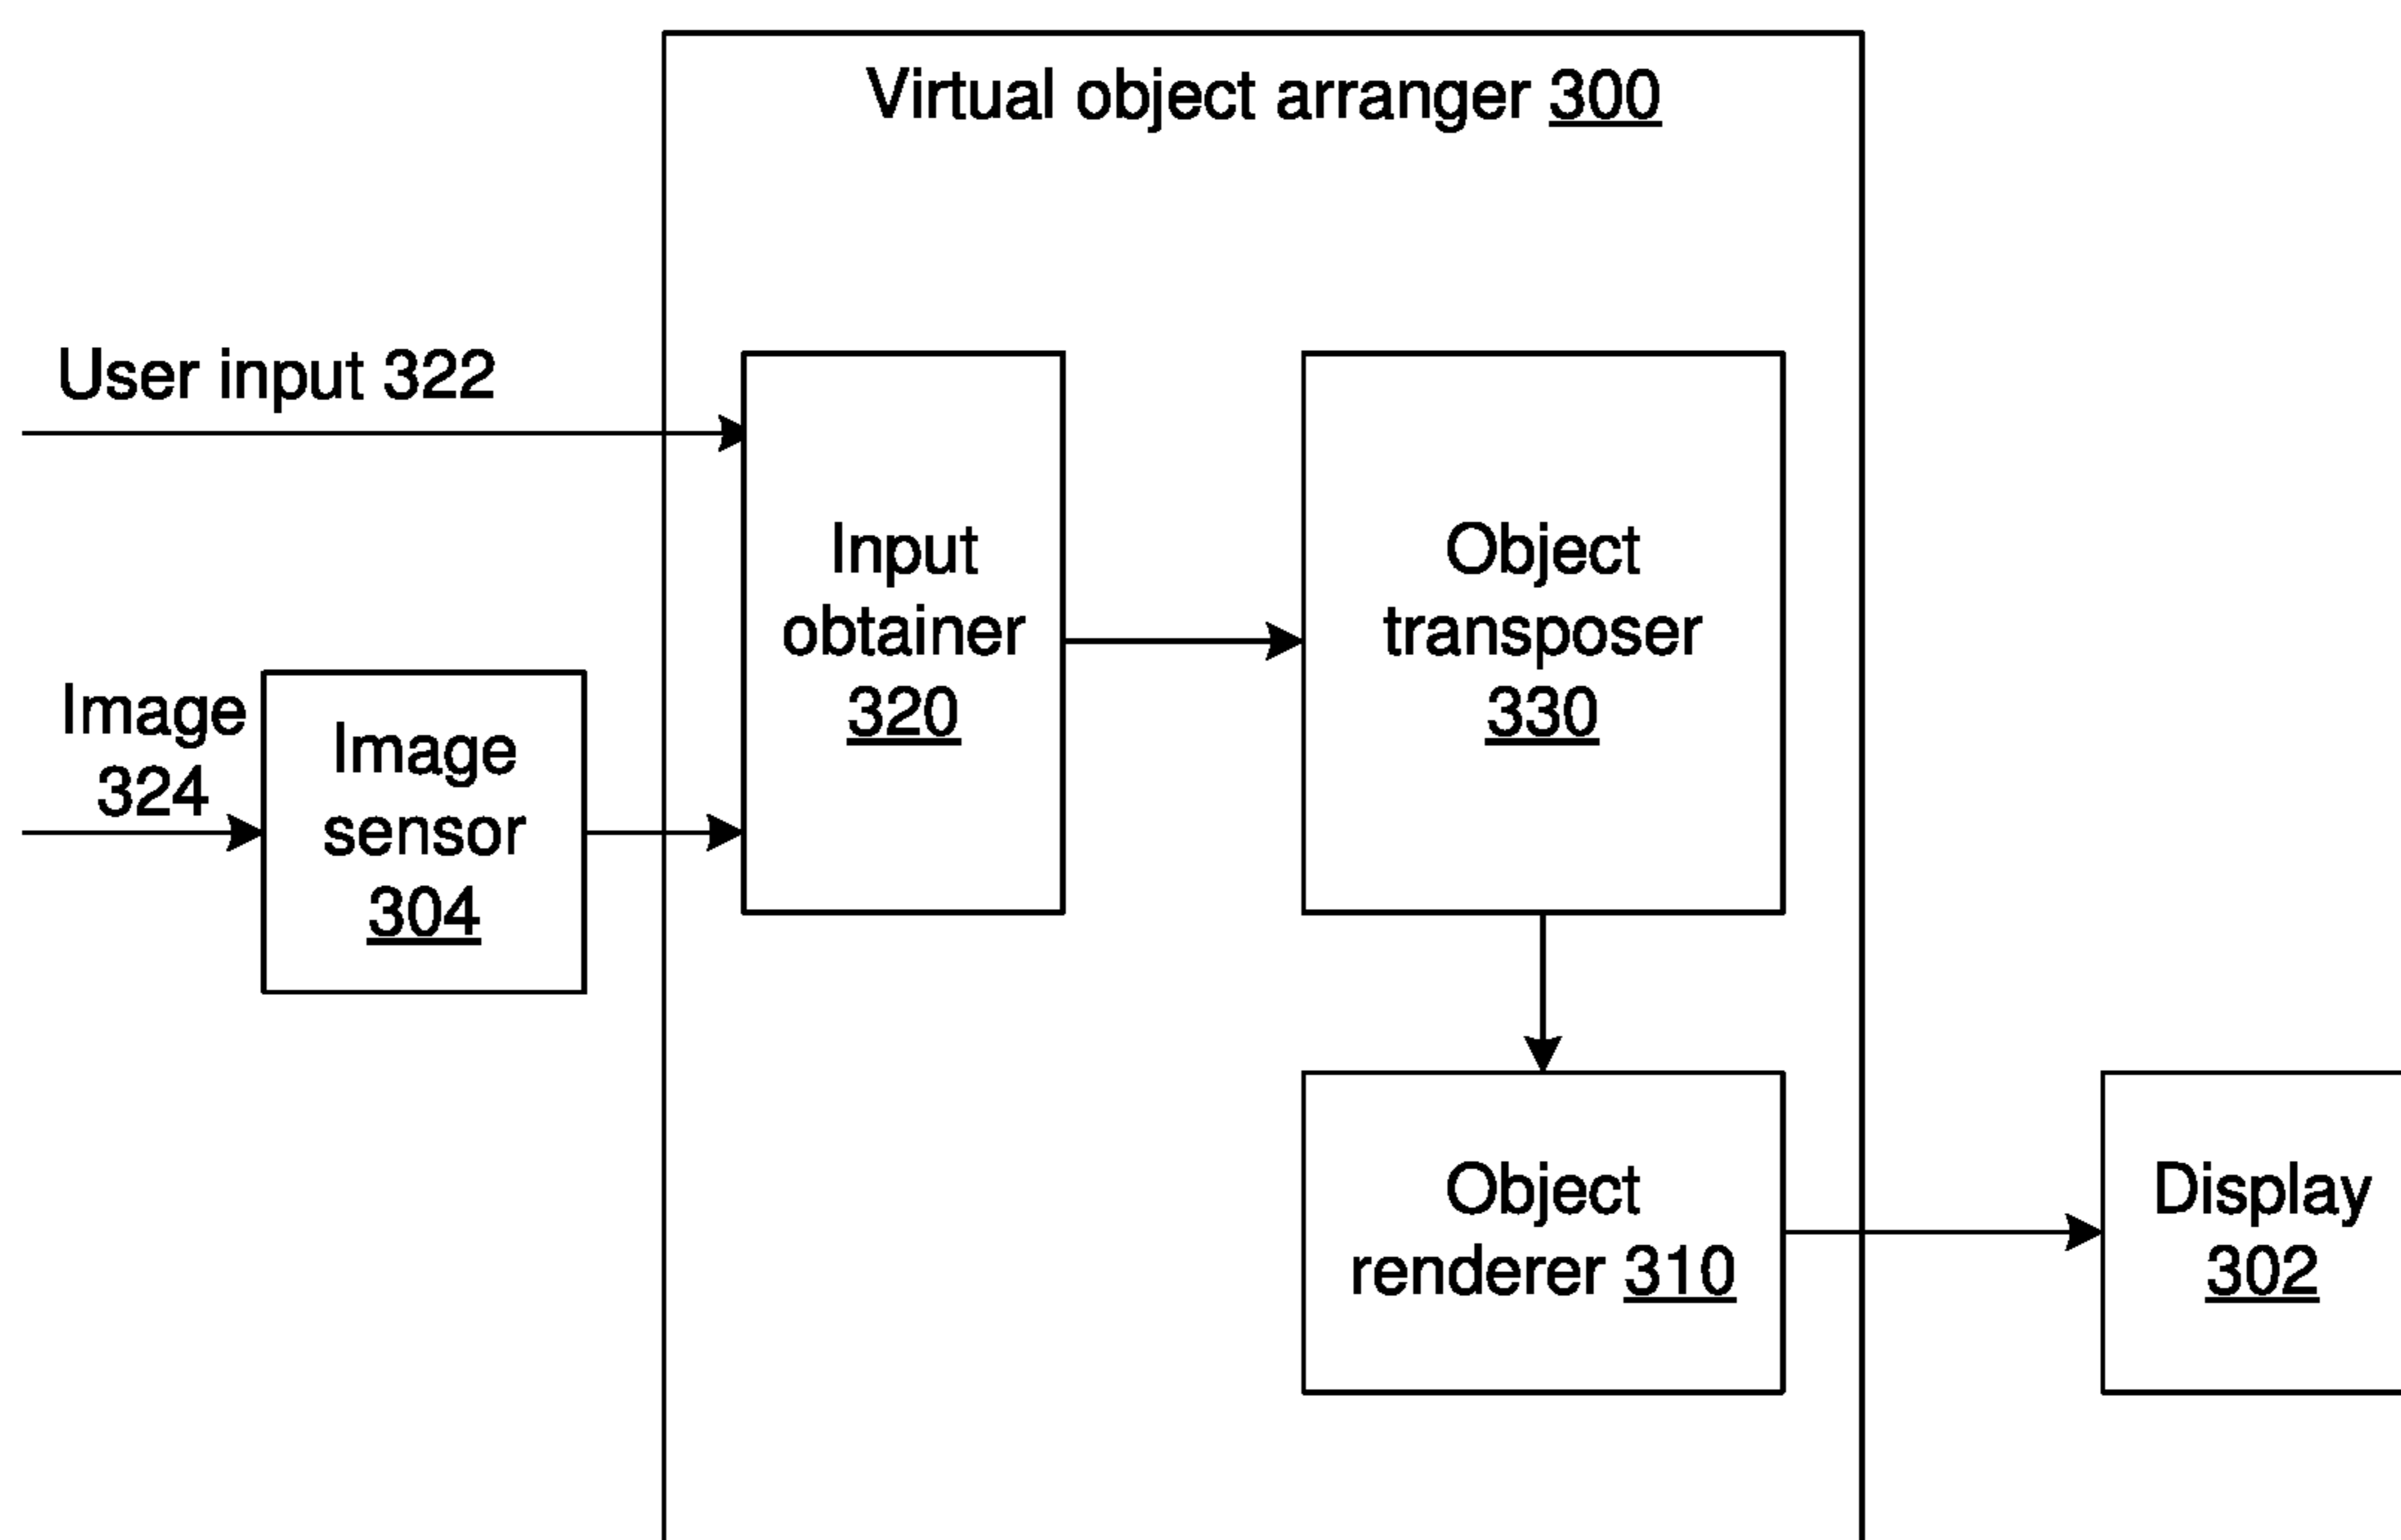 Virtual object arranger 300
User input 322
Input
obtainer
320
Object
transposer
330
Image
324
Image
sensor
304
Object
renderer 310
Display
302